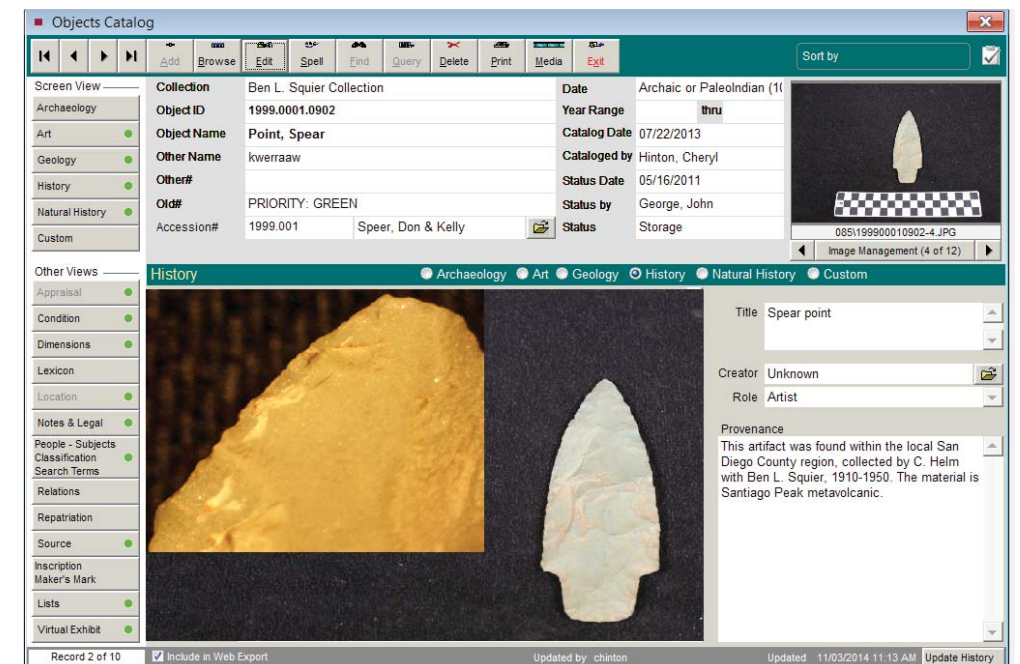 Objects Catalog
Add Browse Edit Spell Find Query Delete Print Media Exit Sort by
Screen View
Archaeology
Art
Geology
History
Natural History
Custom
Collection Ben L. Squier Collection Date Archaic or PaleoIndian (1(
Object ID 1999.0001.0902 Year Range thru
Object Name Point, Spear Catalog Date 07/22/2013
Other Name kwerraaw Cataloged by Hinton, Cheryl
Other# Status Date 05/16/2011
Old# PRIORITY: GREEN Status by George, John
Accession# 1999.001 Speer, Don & Kelly Status Storage
085\199900010902-4.JPG
Image Management (4 of 12)
Other Views
Appraisal
Condition
Dimensions
Lexicon
Location
Notes & Legal
People - Subjects
Classification
Search Terms
Relations
Repatriation
Source
Inscription
Maker's Mark
Lists
Virtual Exhibit
History Archaeology Art Geology History Natural History Custom
Title Spear point
Creator Unknown
Role Artist
Provenance
This artifact was found within the local San
Diego County region, collected by C. Helm
with Ben L. Squier, 1910-1950. The material is
Santiago Peak metavolcanic.
Record 2 of 10 Include in Web Export Updated by chinton Updated 11/03/2014 11:13 AM Update History